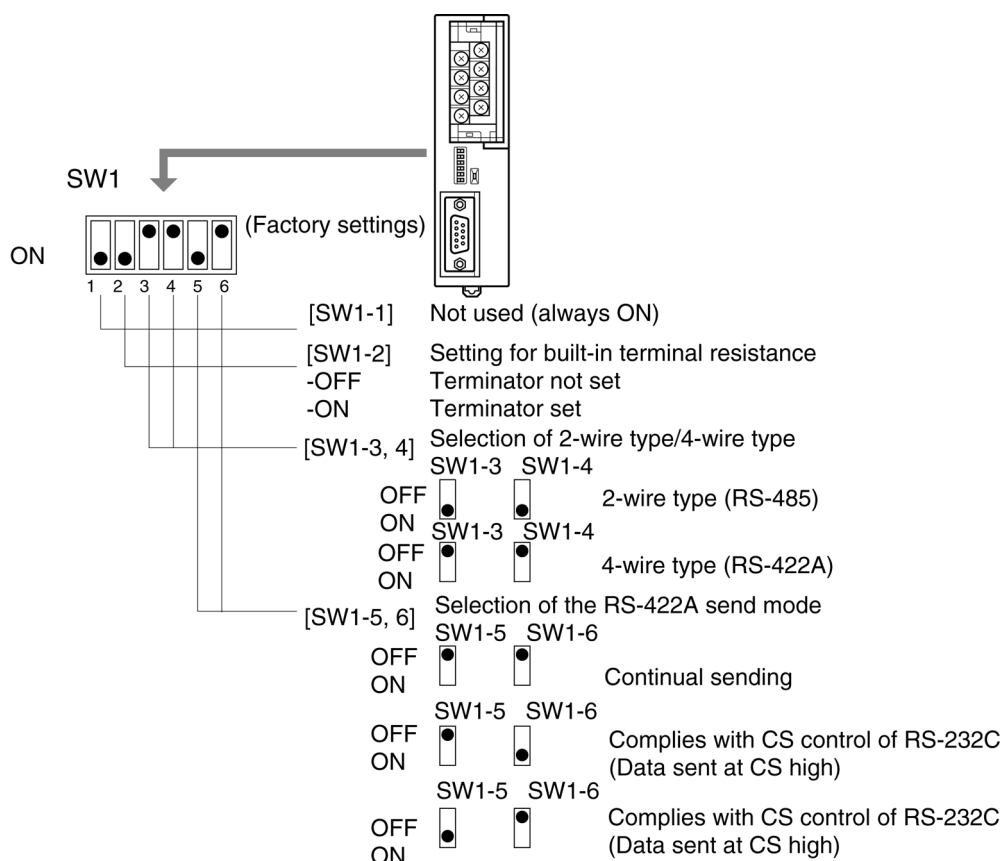 SW1
(Factory settings)
ON
1 2 3 4 5 6
[SW1-1] Not used (always ON)
[SW1-2] Setting for built-in terminal resistance
-OFF Terminator not set
-ON Terminator set
[SW1-3, 4] Selection of 2-wire type/4-wire type
SW1-3 SW1-4
OFF
ON
2-wire type (RS-485)
SW1-3 SW1-4
OFF
ON
4-wire type (RS-422A)
[SW1-5, 6] Selection of the RS-422A send mode
SW1-5 SW1-6
OFF
ON
Continual sending
SW1-5 SW1-6
OFF
ON
Complies with CS control of RS-232C
(Data sent at CS high)
SW1-5 SW1-6
OFF
ON
Complies with CS control of RS-232C
(Data sent at CS high)